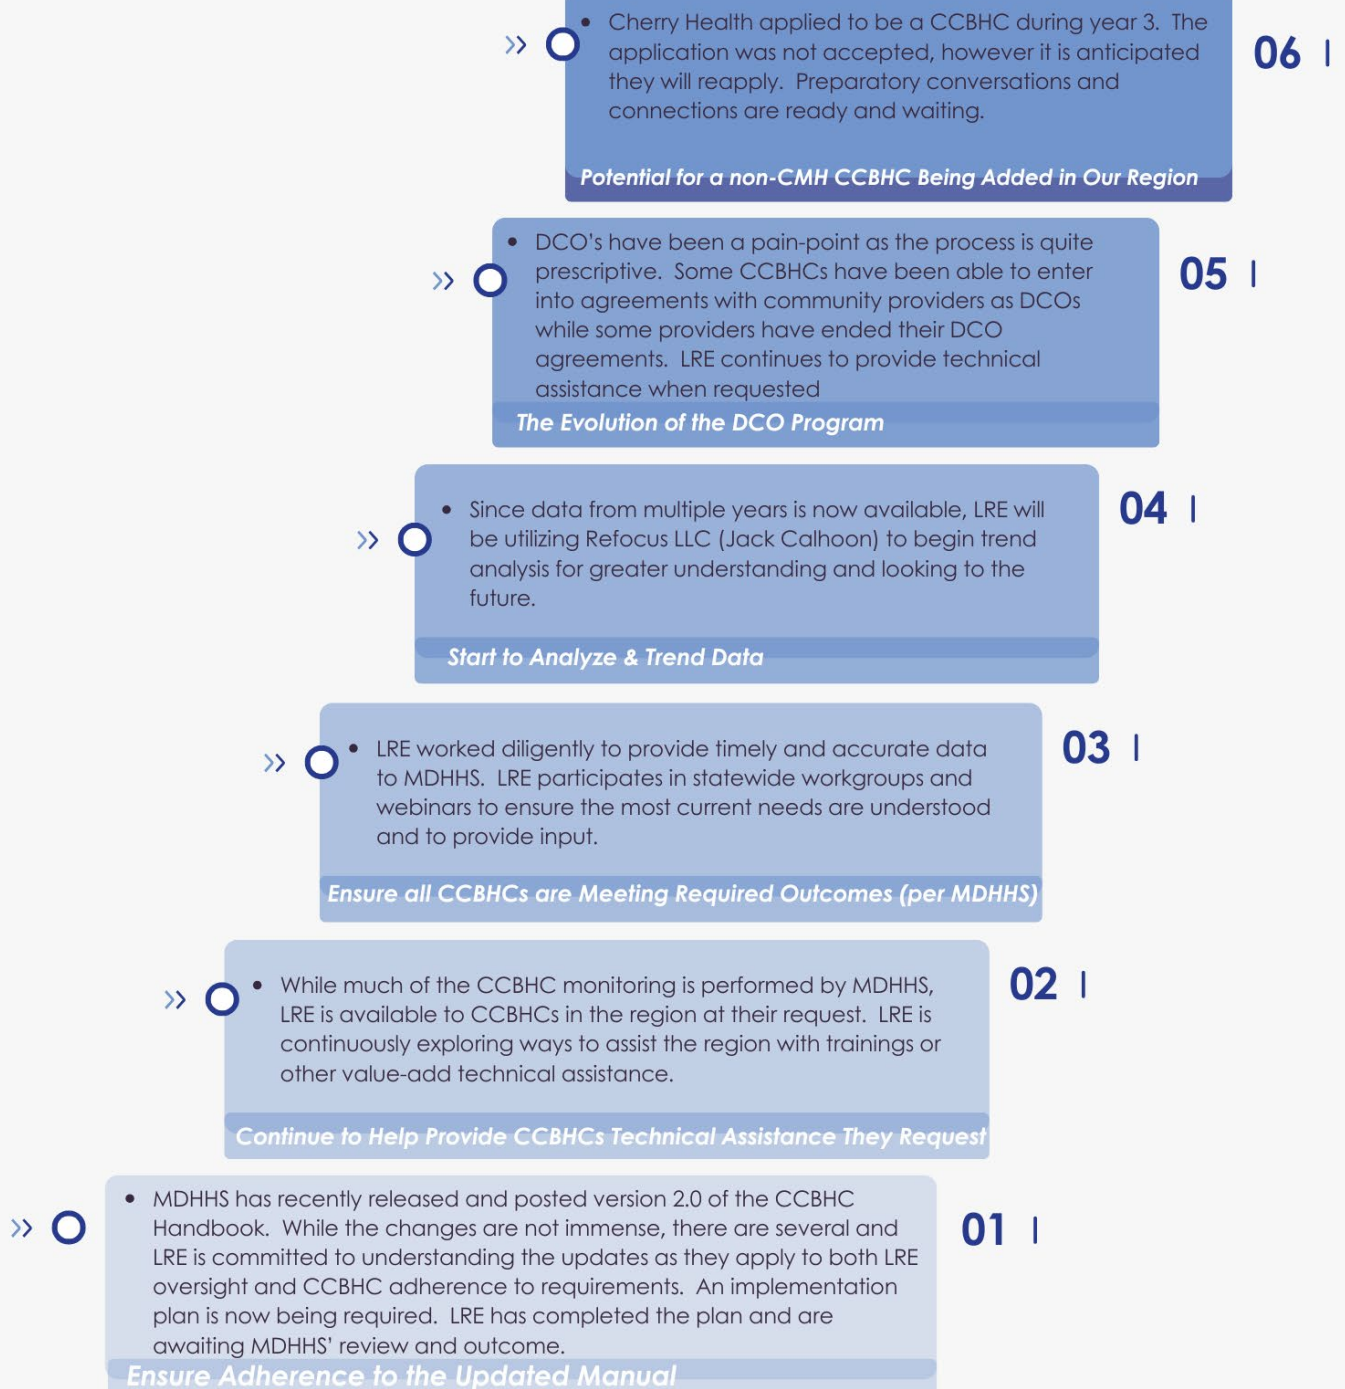 • Cherry Health applied to be a CCBHC during year 3. The
application was not accepted, however it is anticipated
they will reapply. Preparatory conversations and
connections are ready and waiting.
06 |
Potential for a non-CMH CCBHC Being Added in Our Region
• DCO's have been a pain-point as the process is quite
prescriptive. Some CCBHCs have been able to enter
into agreements with community providers as DCOs
while some providers have ended their DCO
agreements. LRE continues to provide technical
assistance when requested
05 |
The Evolution of the DCO Program
• Since data from multiple years is now available, LRE will
be utilizing Refocus LLC (Jack Calhoon) to begin trend
analysis for greater understanding and looking to the
future.
04 |
Start to Analyze & Trend Data
• LRE worked diligently to provide timely and accurate data
to MDHHS. LRE participates in statewide workgroups and
webinars to ensure the most current needs are understood
and to provide input.
03 |
Ensure all CCBHCs are Meeting Required Outcomes (per MDHHS)
• While much of the CCBHC monitoring is performed by MDHHS,
LRE is available to CCBHCs in the region at their request. LRE is
continuously exploring ways to assist the region with trainings or
other value-add technical assistance.
02 |
Continue to Help Provide CCBHCs Technical Assistance They Request
• MDHHS has recently released and posted version 2.0 of the CCBHC
Handbook. While the changes are not immense, there are several and
LRE is committed to understanding the updates as they apply to both LRE
oversight and CCBHC adherence to requirements. An implementation
plan is now being required. LRE has completed the plan and are
awaiting MDHHS' review and outcome.
01 |
Ensure Adherence to the Updated Manual